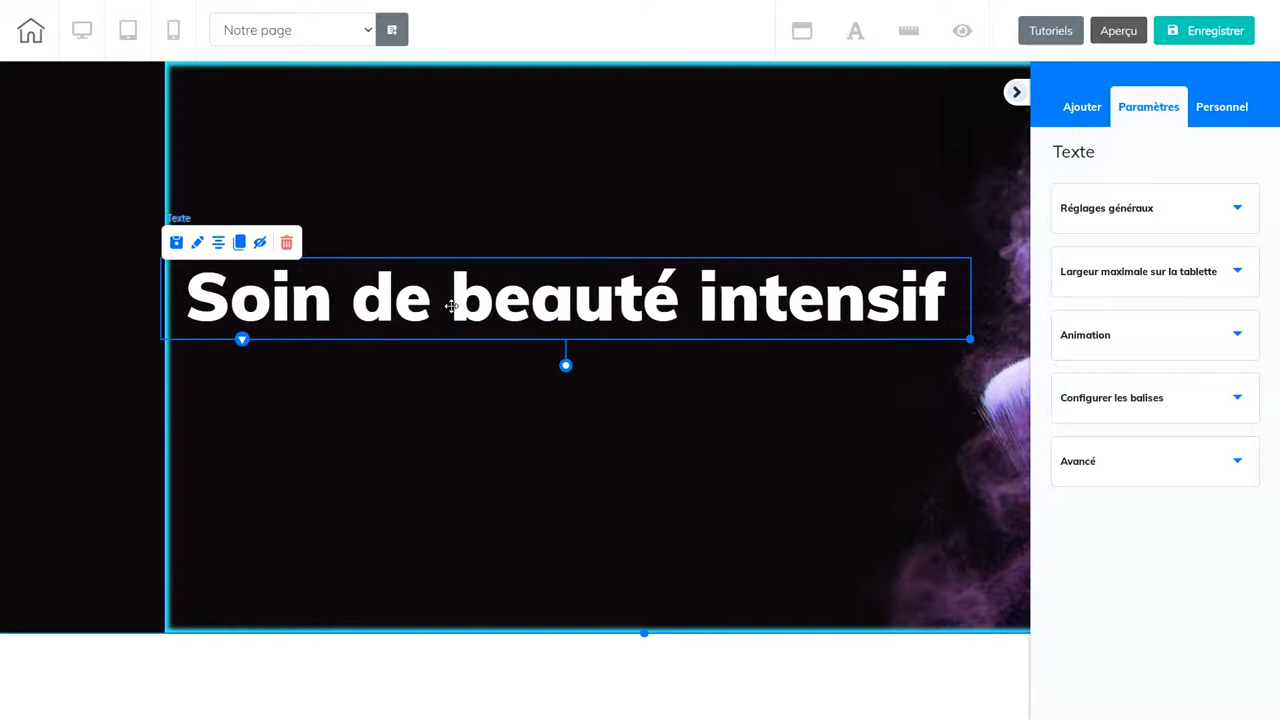 Notre page
Tutoriels
Aperçu
Enregistrer
Ajouter
Paramètres
Personnel
Texte
Réglages généraux
Texte
Largeur maximale sur la tablette
Soin de beauté intensif
Animation
Configurer les balises
Avancé